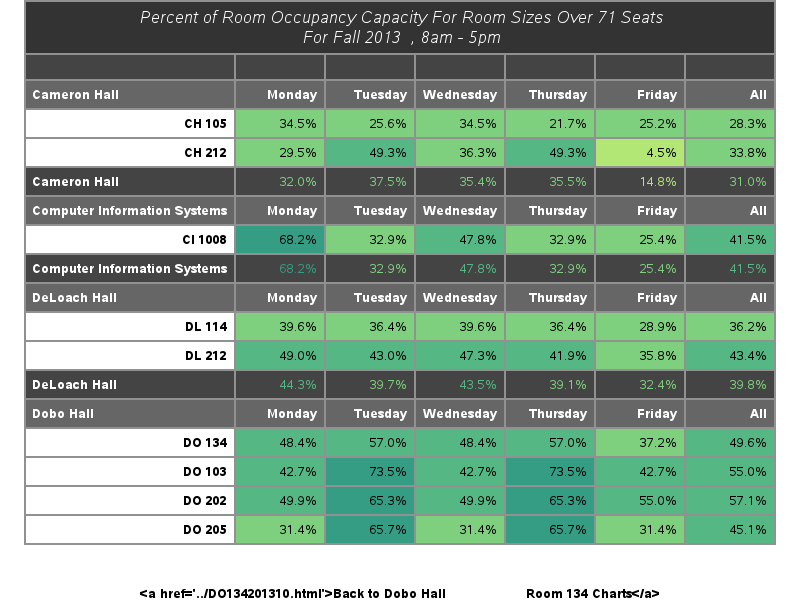 Percent of Room Occupancy Capacity For Room Sizes Over 71 Seats
For Fall 2013 , 8am - 5pm
Cameron Hall Monday Tuesday Wednesday Thursday Friday All
CH 105 34.5% 25.6% 34.5% 21.7% 25.2% 28.3%
CH 212 29.5% 49.3% 36.3% 49.3% 4.5% 33.8%
Cameron Hall 32.0% 37.5% 35.4% 35.5% 14.8% 31.0%
Computer Information Systems Monday Tuesday Wednesday Thursday Friday All
CI 1008 68.2% 32.9% 47.8% 32.9% 25.4% 41.5%
Computer Information Systems 68.2% 32.9% 47.8% 32.9% 25.4% 41.5%
DeLoach Hall Monday Tuesday Wednesday Thursday Friday All
DL 114 39.6% 36.4% 39.6% 36.4% 28.9% 36.2%
DL 212 49.0% 43.0% 47.3% 41.9% 35.8% 43.4%
DeLoach Hall 44.3% 39.7% 43.5% 39.1% 32.4% 39.8%
Dobo Hall Monday Tuesday Wednesday Thursday Friday All
DO 134 48.4% 57.0% 48.4% 57.0% 37.2% 49.6%
DO 103 42.7% 73.5% 42.7% 73.5% 42.7% 55.0%
DO 202 49.9% 65.3% 49.9% 65.3% 55.0% 57.1%
DO 205 31.4% 65.7% 31.4% 65.7% 31.4% 45.1%
<a href='../DO134201310.html'>Back to Dobo Hall Room 134 Charts</a>